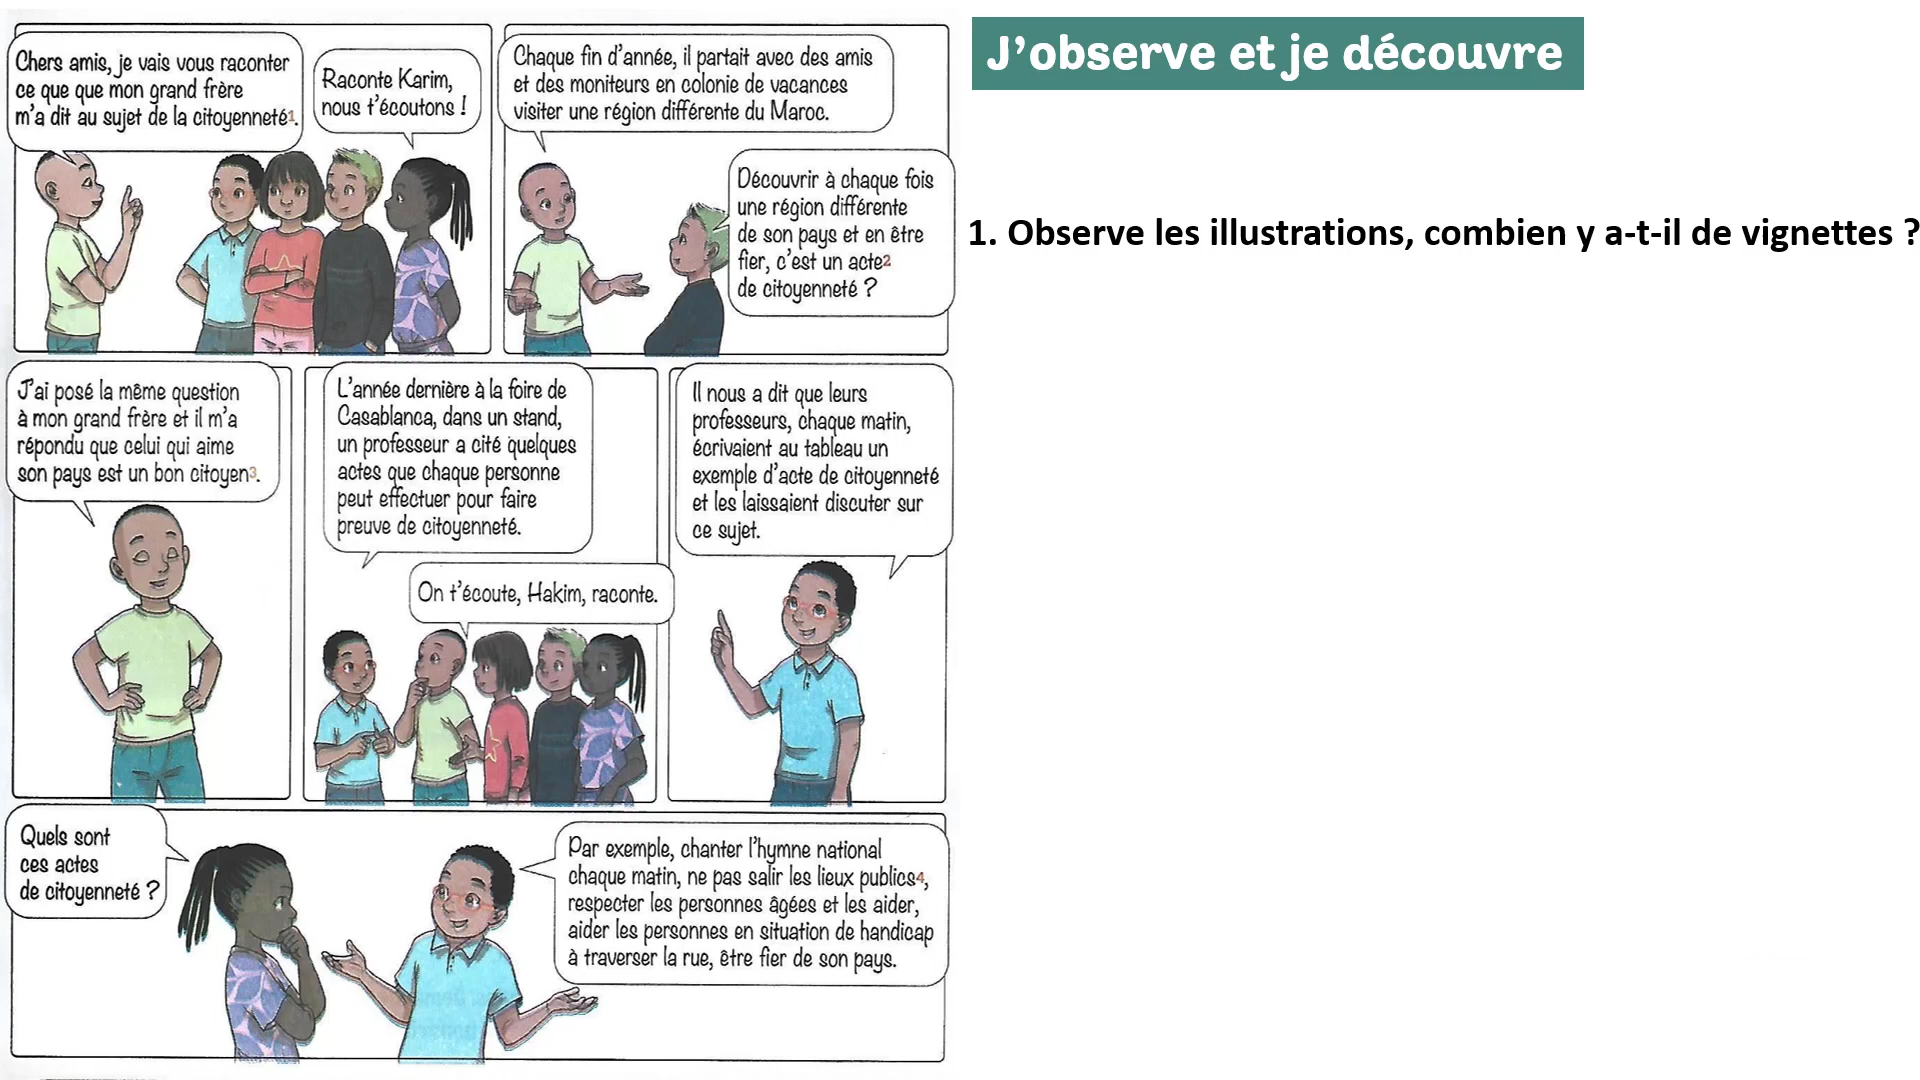 Chers amis, je vais vous raconter
ce que que mon grand frère
m'a dit au sujet de la citoyenneté1.
Raconte Karim,
nous t'écoutons !
Chaque fin d'année, il partait avec des amis
et des moniteurs en colonie de vacances
visiter une région différente du Maroc.
Découvrir à chaque fois
une région différente
de son pays et en être
fier, c'est un acte2
de citoyenneté ?
J'ai posé la même question
à mon grand frère et il m'a
répondu que celui qui aime
son pays est un bon citoyen3.
L'année dernière à la foire de
Casablanca, dans un stand,
un professeur a cité quelques
actes que chaque personne
peut effectuer pour faire
preuve de citoyenneté.
On t'écoute, Hakim, raconte.
Il nous a dit que leurs
professeurs, chaque matin,
écrivaient au tableau un
exemple d'acte de citoyenneté
et les laissaient discuter sur
ce sujet.
Quels sont
ces actes
de citoyenneté ?
Par exemple, chanter l'hymne national
chaque matin, ne pas salir les lieux publics4,
respecter les personnes âgées et les aider,
aider les personnes en situation de handicap
à traverser la rue, être fier de son pays.
J'observe et je découvre
1. Observe les illustrations, combien y a-t-il de vignettes ?